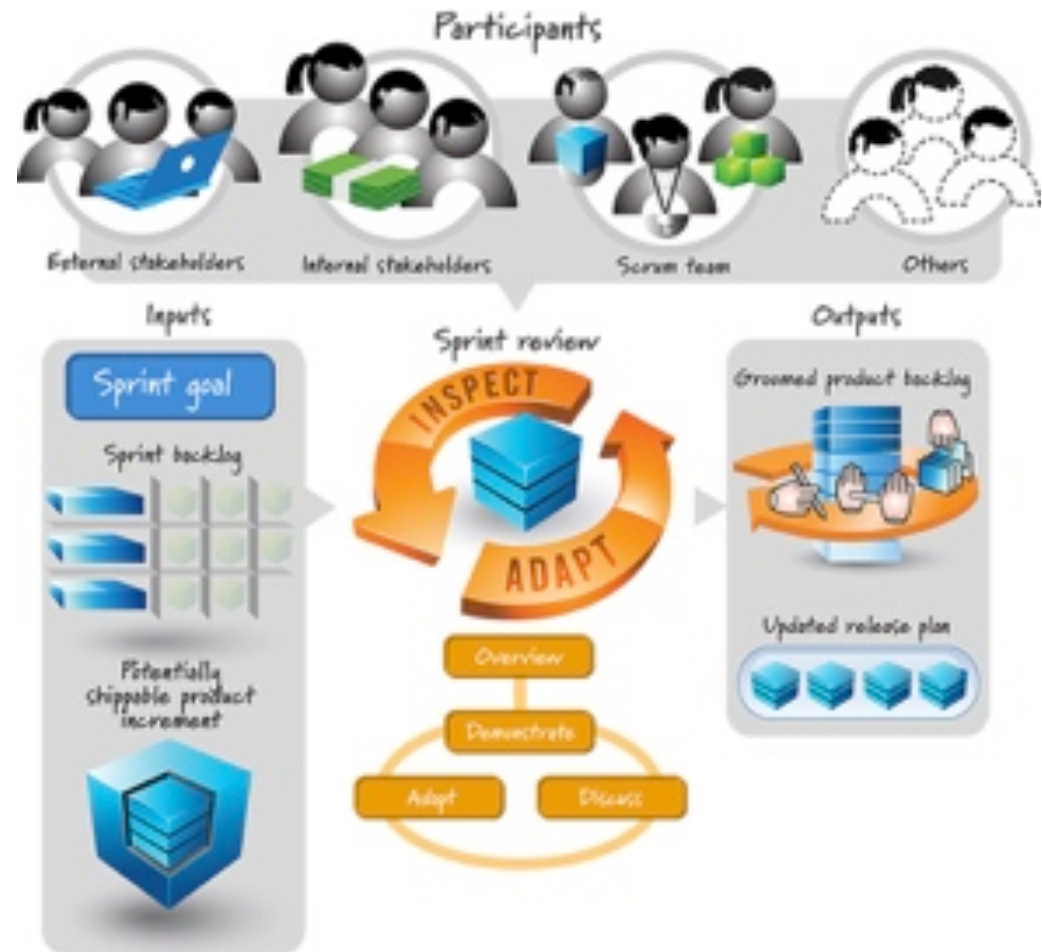 Participants
External stakeholders
Internal stakeholders
Scrum team
Others
Inputs
Sprint goal
Sprint backlog
Potentially
shippable product
increment
Sprint review
INSPECT
ADAPT
Overview
Demonstrate
Adapt
Discuss
Outputs
Groomed product backlog
Updated release plan